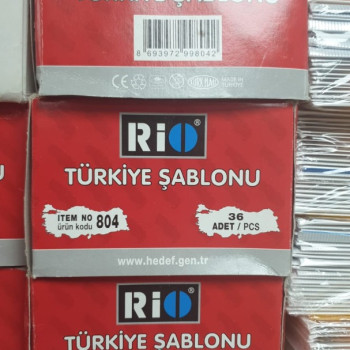 8 693972 998042
RiO®
TÜRKİYE ŞABLONU
ITEM NO
ürün kodu 804
36
ADET / PCS
www.hedef.gen.tr
RiO®
TÜRKİYE ŞABLONU